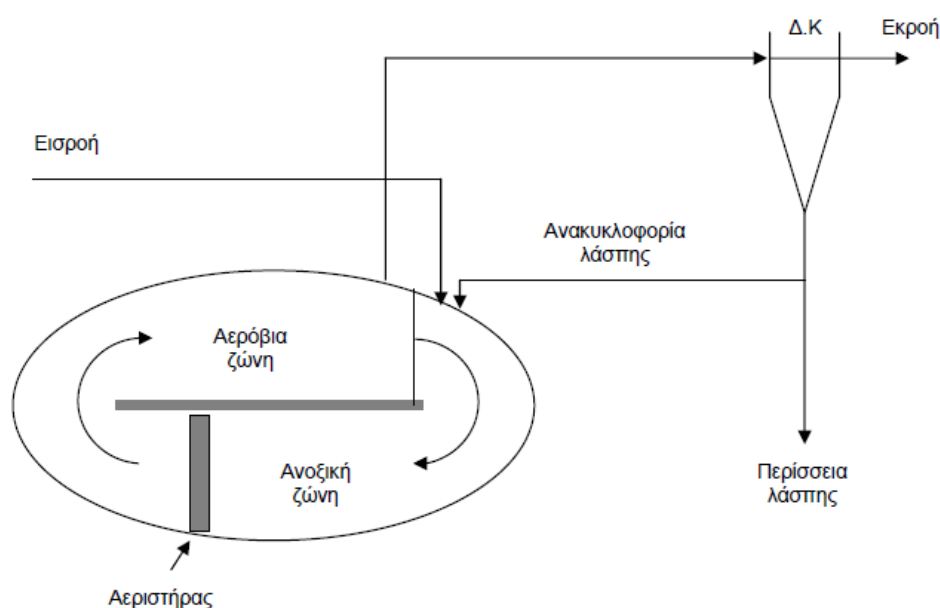 Δ.Κ
Εκροή
Εισροή
Ανακυκλοφορία
λάσπης
Αερόβια
ζώνη
Ανοξική
ζώνη
Περίσσεια
λάσπης
Αεριστήρας